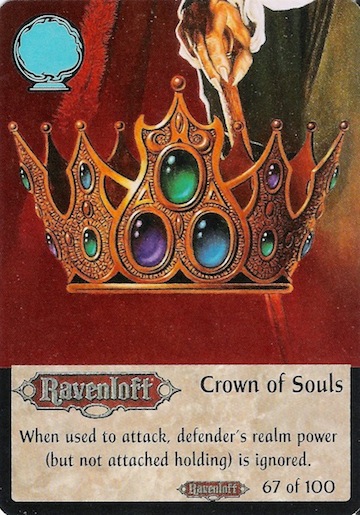 Ravenloft
Crown of Souls
When used to attack, defender's realm power
(but not attached holding) is ignored.
Ravenloft 67 of 100